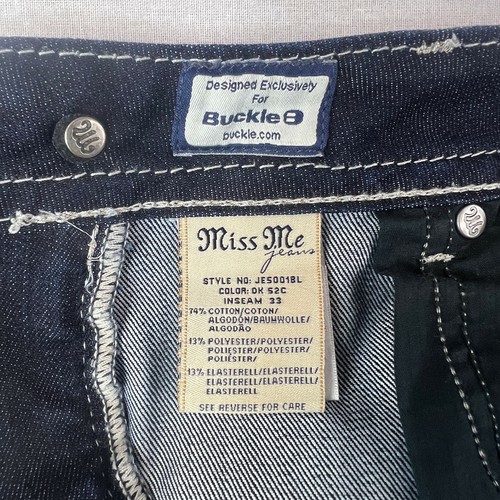 Designed Exclusively
For
Buckle B
buckle.com
Miss Me
jeans
STYLE NO: JE5001BL
COLOR: DK 52C
INSEAM 33
74% COTTON/COTON/
ALGODÓN/BAUMWOLLE/
ALGODÃO
13% POLYESTER/POLYESTER/
POLIÉSTER/POLYESTER/
POLIÉSTER/
13% ELASTERELL/ELASTERELL/
ELASTERELL/ELASTERELL/
ELASTERELL
SEE REVERSE FOR CARE